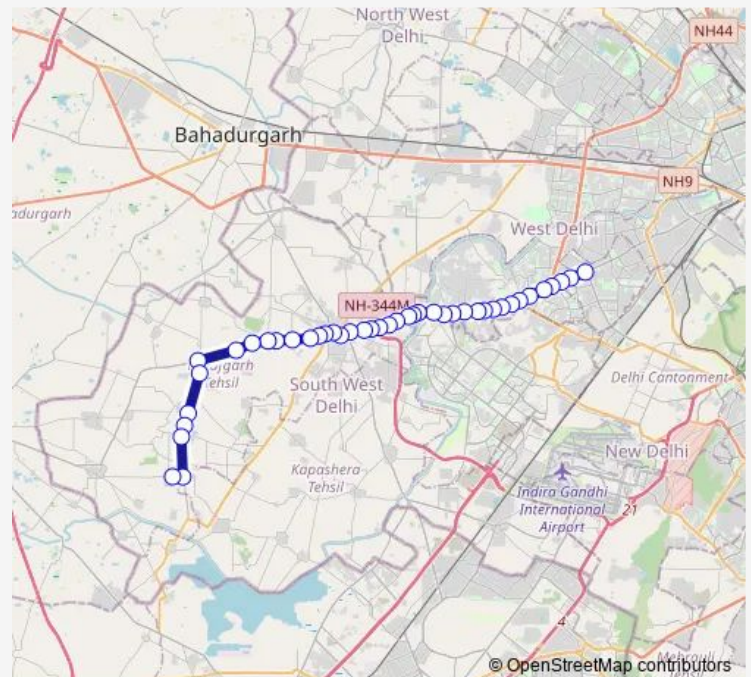 North West
Delhi
NH44
Bahadurgarh
NH9
adurgarh
West Delhi
NH-344M
Tehsil
South West
Delhi
Delhi Cantonment
New Delhi
Kapashera
Tehsil
Indira Gandhi
International
Airport
21
4
Mehrauli
© OpenStreetMap contributors